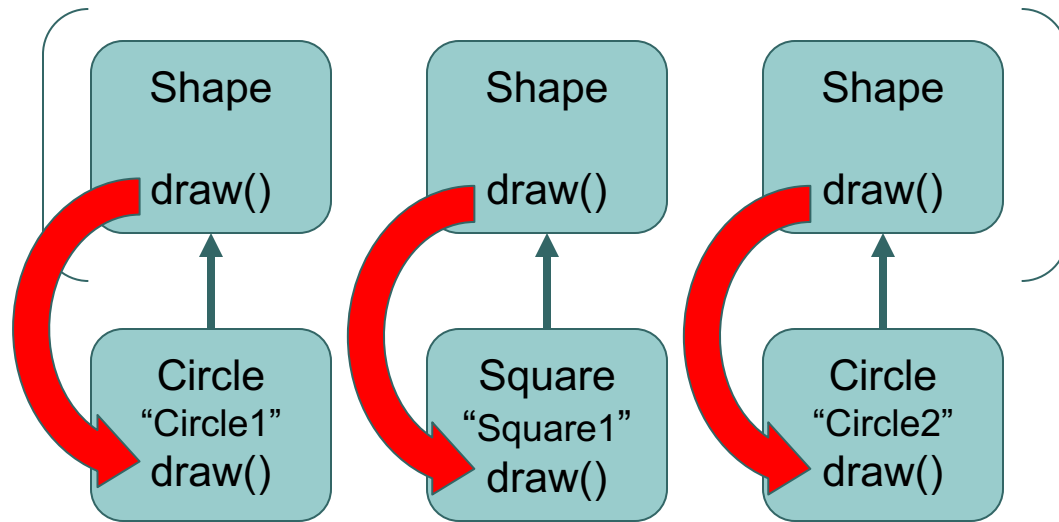 Shape
draw()
Shape
draw()
Shape
draw()
Circle
“Circle1”
draw()
Square
“Square1”
draw()
Circle
“Circle2”
draw()